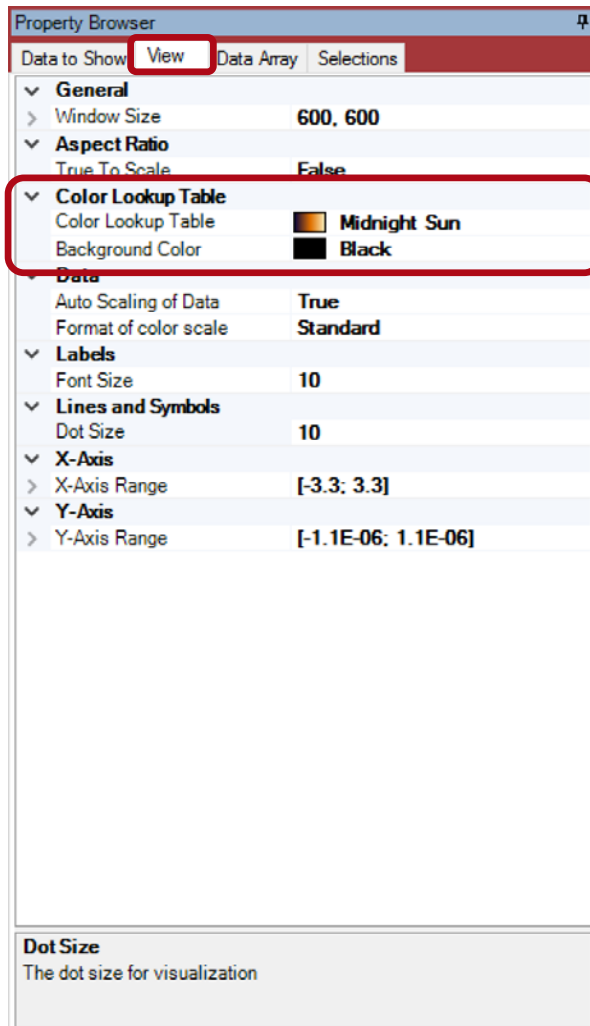 Property Browser
Data to Show View Data Array Selections
General
Window Size 600, 600
Aspect Ratio
True To Scale False
Color Lookup Table
Color Lookup Table Midnight Sun
Background Color Black
Data
Auto Scaling of Data True
Format of color scale Standard
Labels
Font Size 10
Lines and Symbols
Dot Size 10
X-Axis
X-Axis Range [-3.3; 3.3]
Y-Axis
Y-Axis Range [-1.1E-06; 1.1E-06]
Dot Size
The dot size for visualization